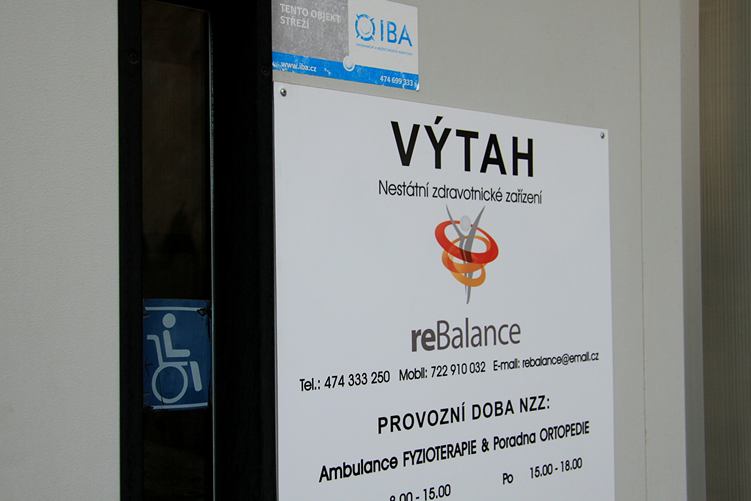 TENTO OBJEKT
STŘEŽÍ
IBA
www.iba.cz
474 699 333
VÝTAH
Nestátní zdravotnické zařízení
reBalance
Tel.: 474 333 250 Mobil: 722 910 032 E-mail: rebalance@email.cz
PROVOZNÍ DOBA NZZ:
Ambulance FYZIOTERAPIE & Poradna ORTOPEDIE
8.00 - 15.00 Po 15.00 - 18.00